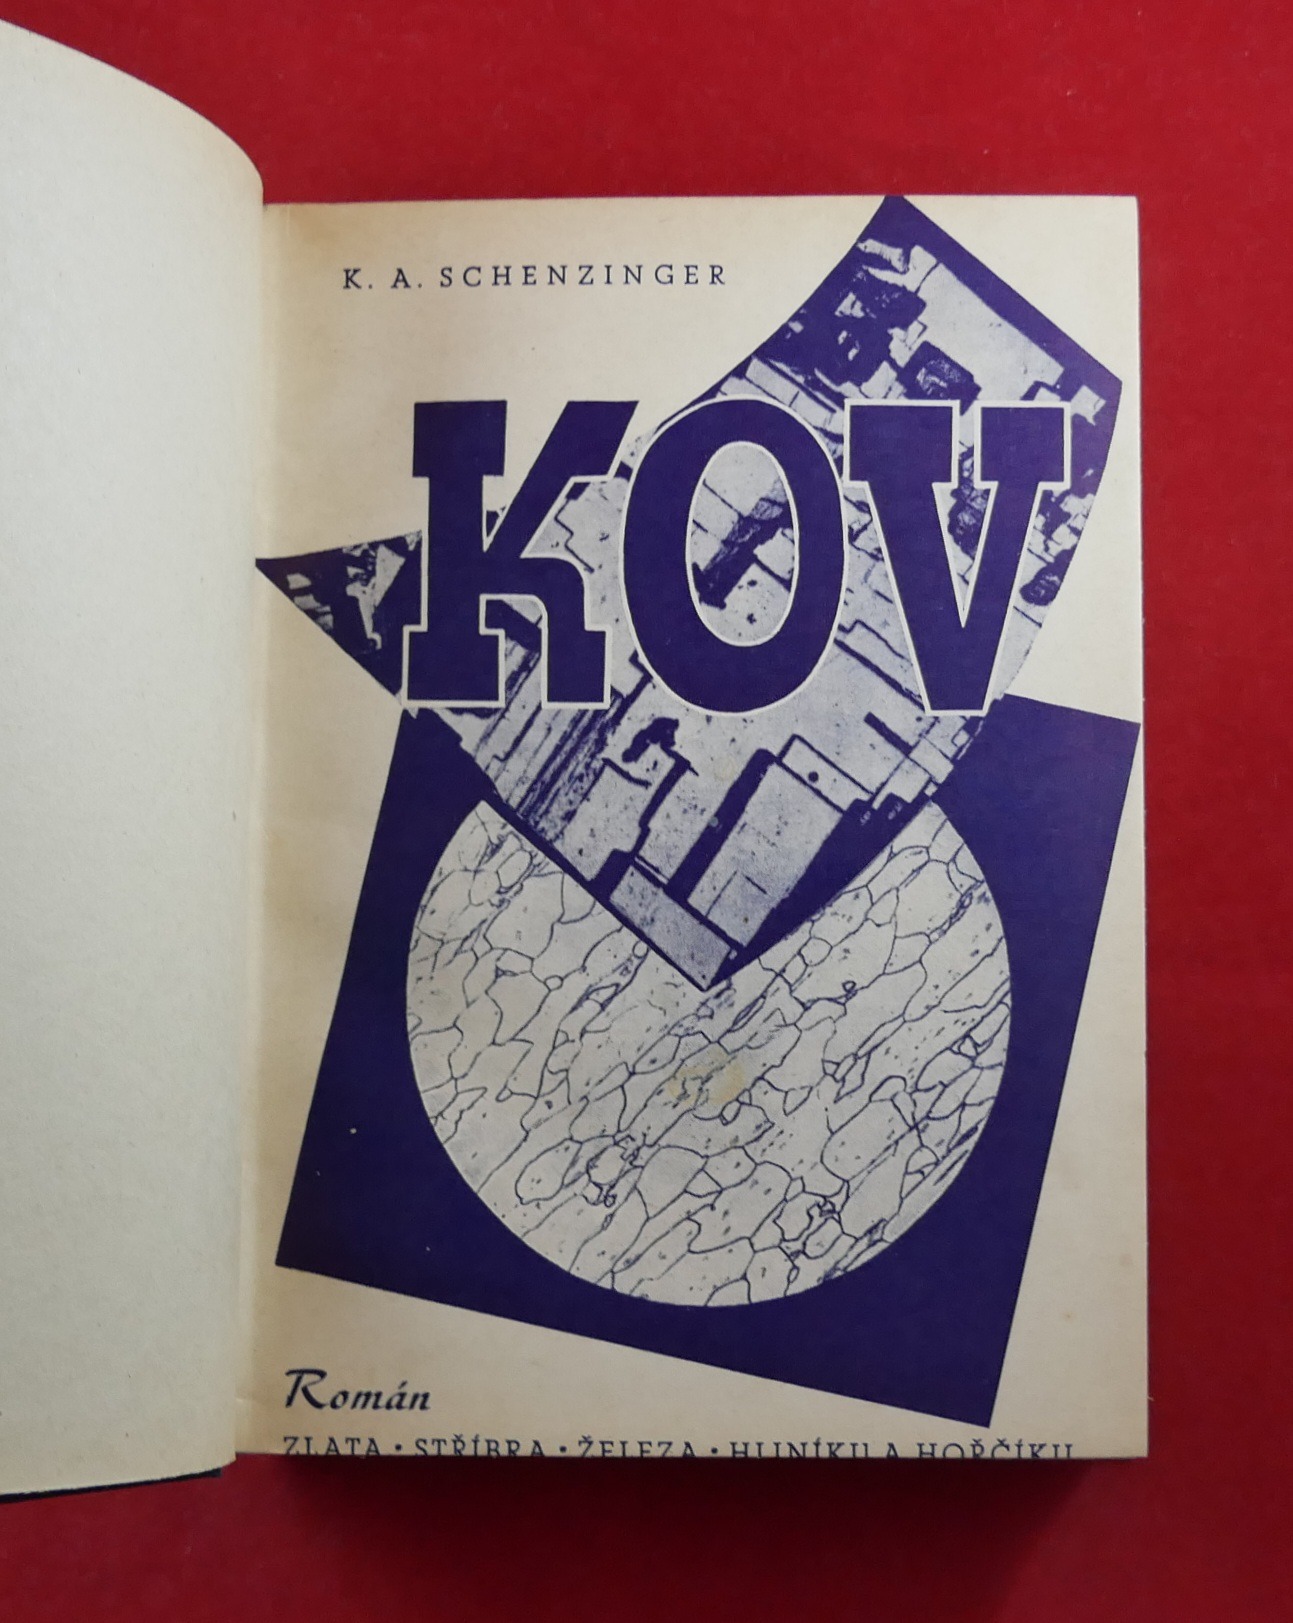 K. A. SCHENZINGER
KOV
Román
ZLATA · STŘÍBRA · ŽELEZA · HLINÍKU A HOŘČÍKU